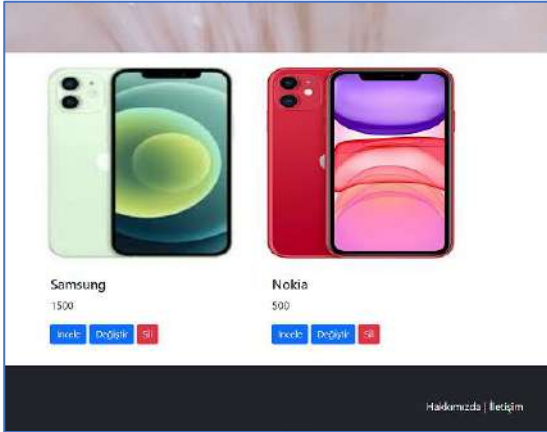 Samsung
1500
İncele Değiştir Sil
Nokia
500
İncele Değiştir Sil
Hakkımızda | İletişim